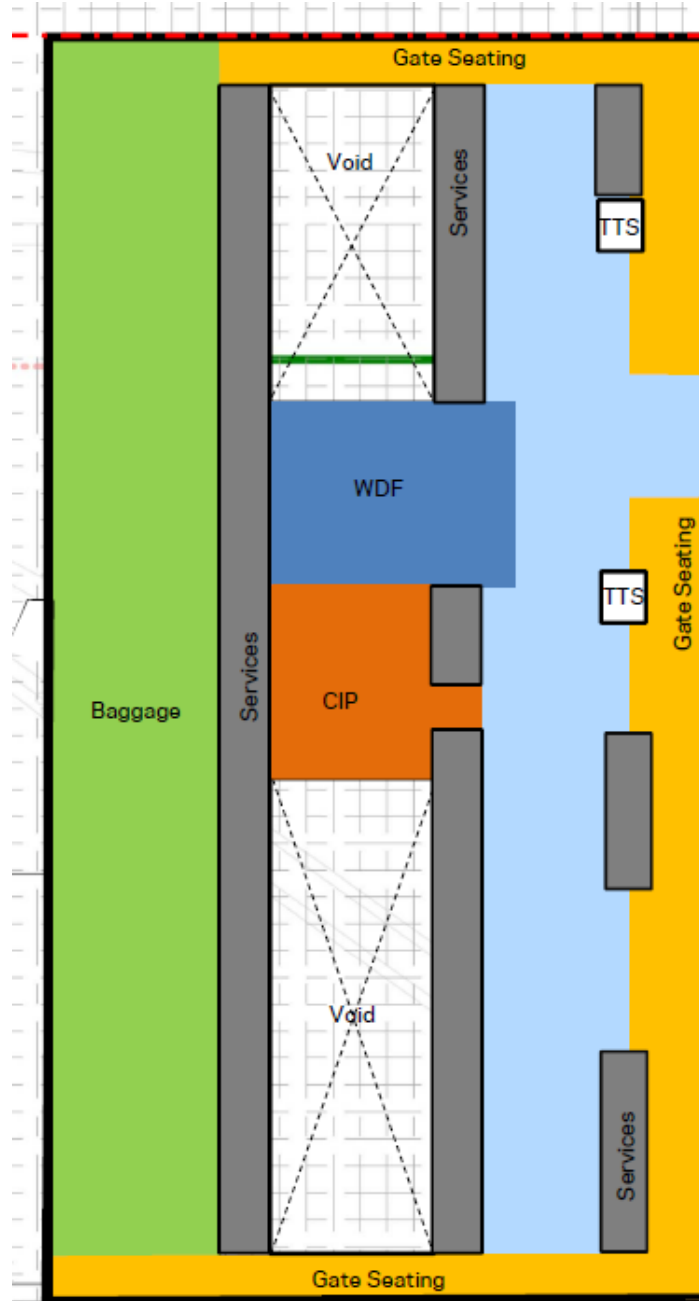 Gate Seating
Void
Services
TTS
WDF
TTS
Gate Seating
Services
CIP
Baggage
Void
Services
Gate Seating